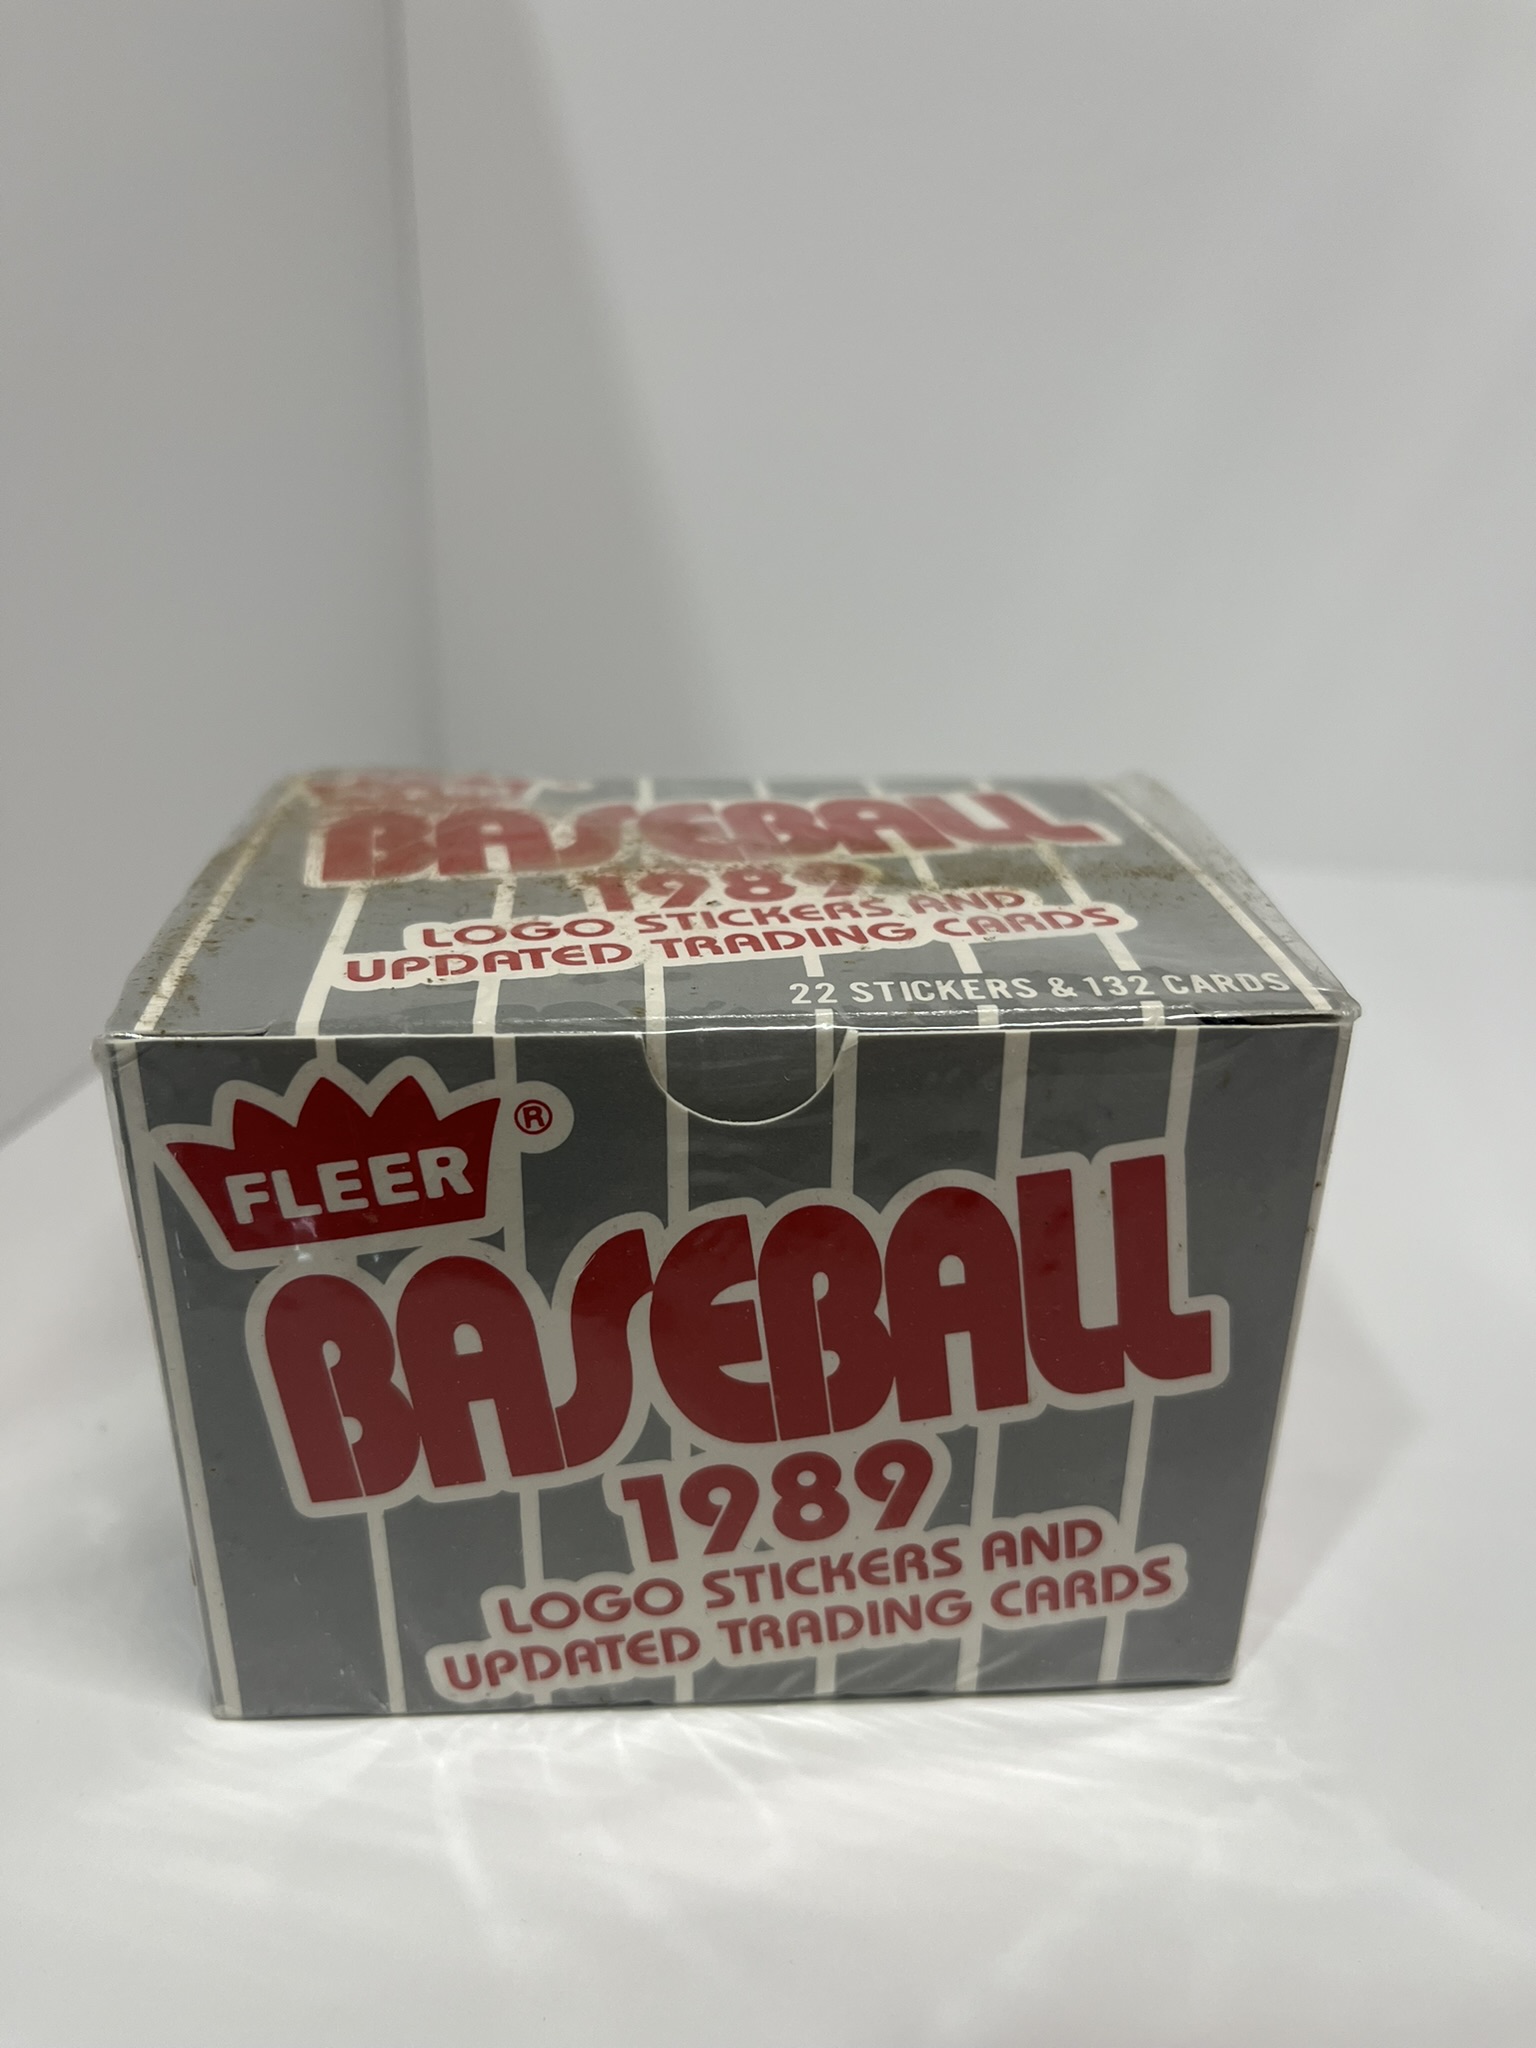 BASEBALL
1989
LOGO STICKERS AND
UPDATED TRADING CARDS
22 STICKERS & 132 CARDS
FLEER ®
BASEBALL
1989
LOGO STICKERS AND
UPDATED TRADING CARDS